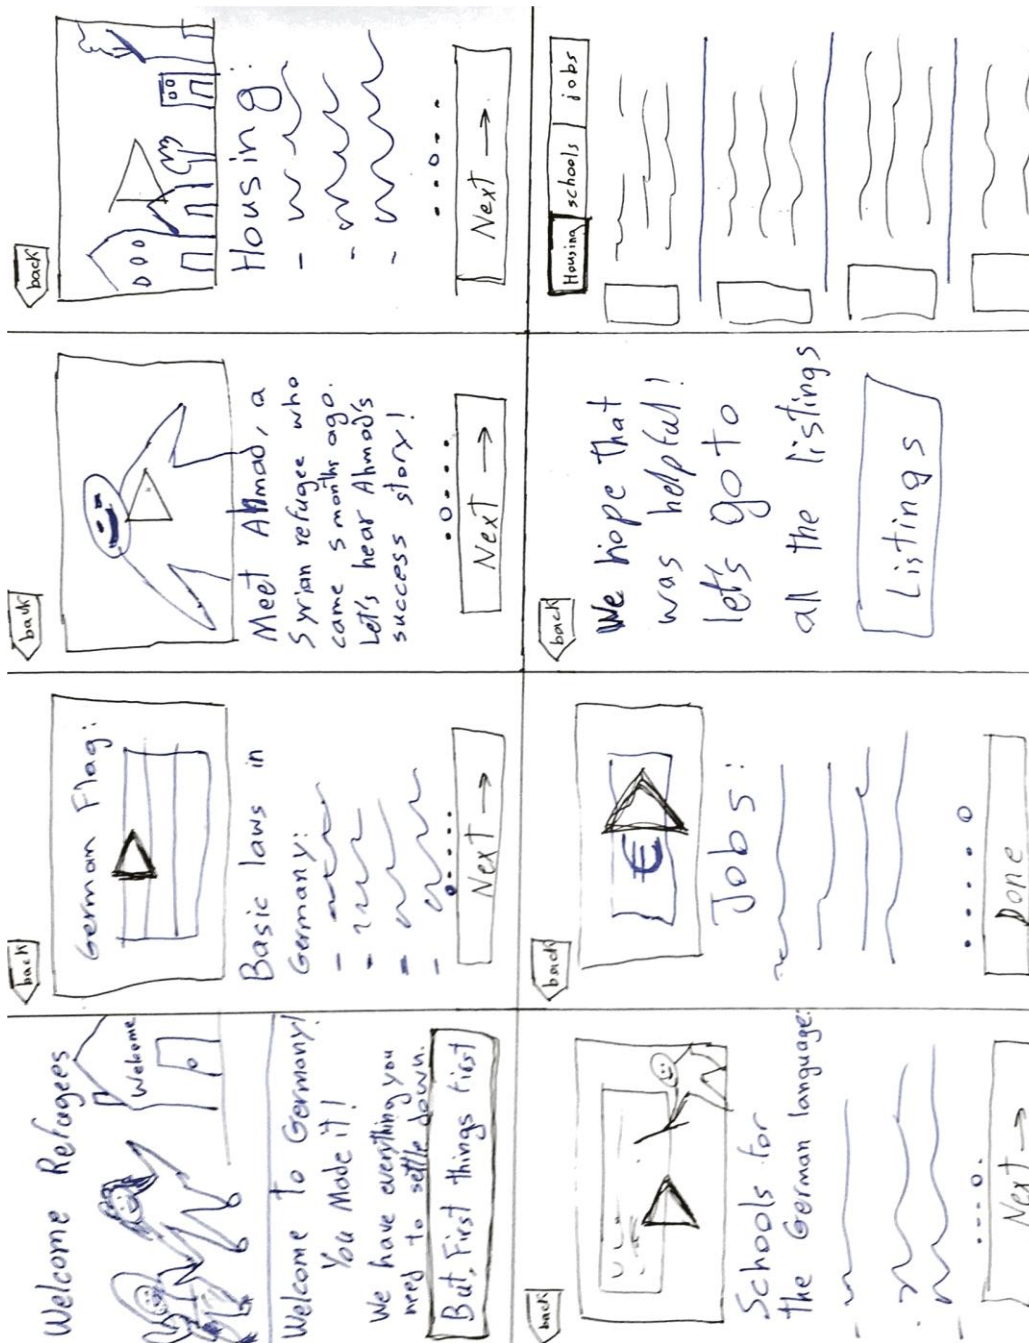 Welcome Refugees
Welcome
Welcome to Germany!
You Made it!
We have everything you
need to settle down.
But, First things first
back
German Flag:
Basic laws in
Germany:
Next →
back
Meet Ahmad, a
Syrian refugee who
came 5 months ago.
Let's hear Ahmad's
success story!
Next →
back
Housing:
Next →
back
Schools for
the German language:
Next →
back
€
Jobs:
Done
back
We hope that
was helpful!
let's go to
all the listings
Listings
Housing schools jobs